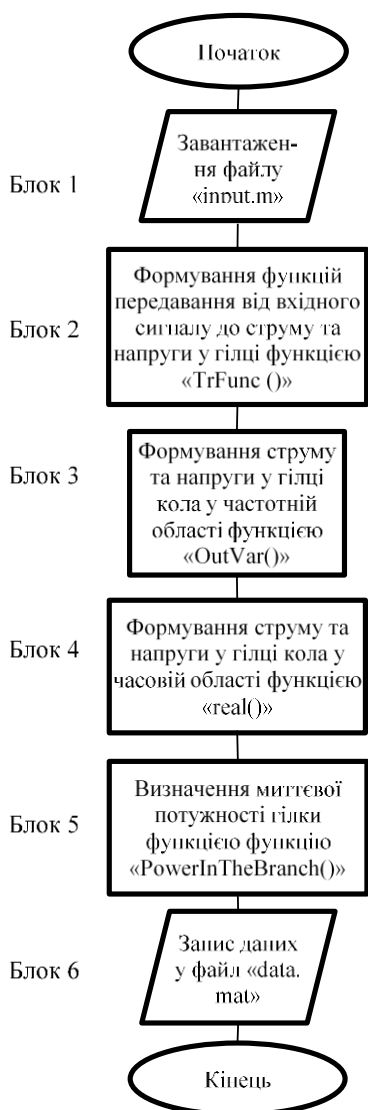 Початок
Блок 1
Завантажен-
ня файлу
«input.m»
Блок 2
Формування функцій
передавання від вхідного
сигналу до струму та
напруги у гілці функцією
«TrFunc ()»
Блок 3
Формування струму
та напруги у гілці
кола у частотній
області функцією
«OutVar()»
Блок 4
Формування струму та
напруги у гілці кола у
часовій області функцією
«real()»
Блок 5
Визначення миттєвої
потужності гілки
функцією функцію
«PowerInTheBranch()»
Блок 6
Запис даних
у файл «data.
mat»
Кінець